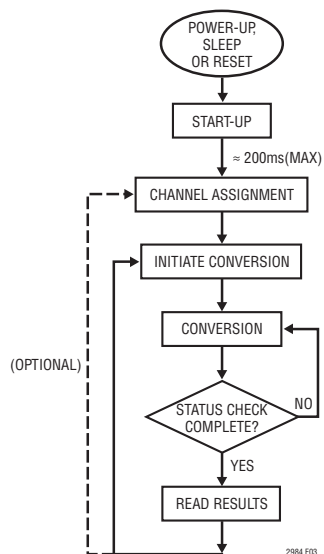 POWER-UP,
SLEEP
OR RESET
START-UP
≈ 200ms(MAX)
CHANNEL ASSIGNMENT
INITIATE CONVERSION
CONVERSION
(OPTIONAL)
STATUS CHECK
COMPLETE?
NO
YES
READ RESULTS
2984 F03